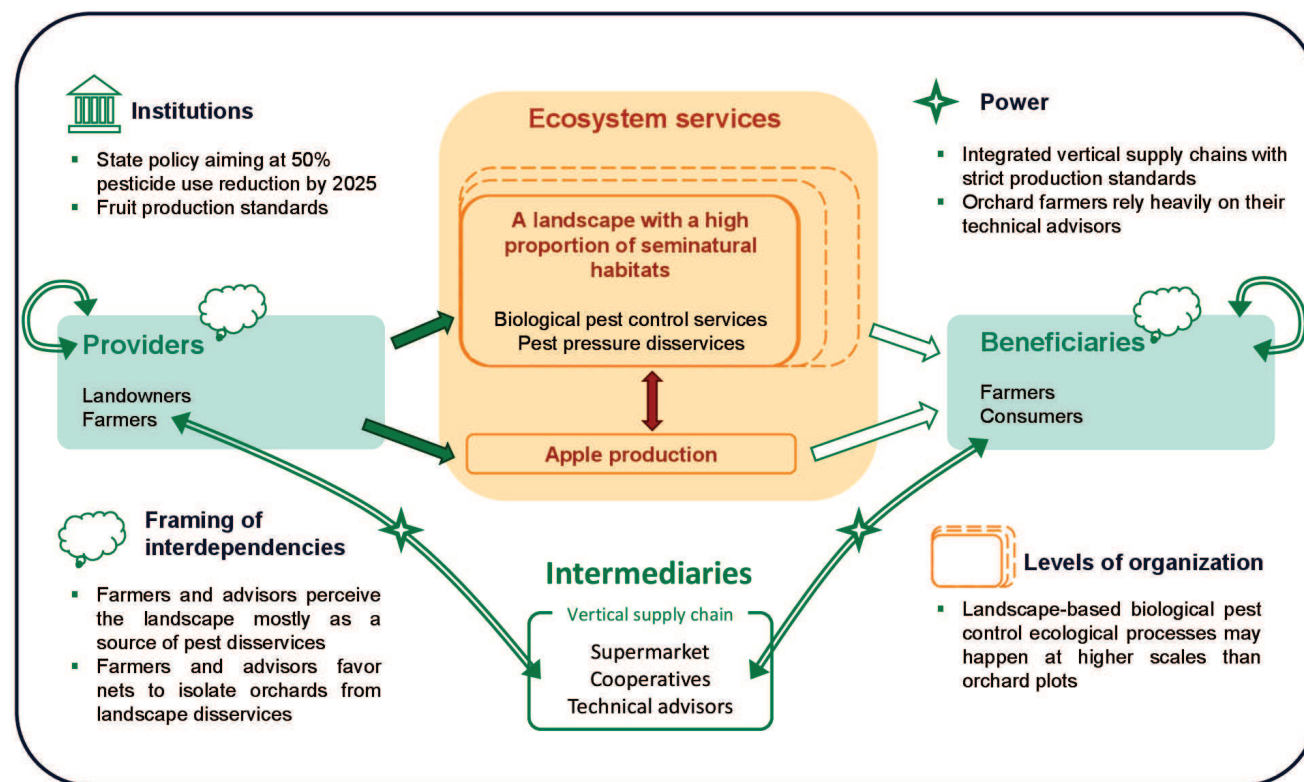 Institutions
▪ State policy aiming at 50%
pesticide use reduction by 2025
▪ Fruit production standards
Ecosystem services
A landscape with a high
proportion of seminatural
habitats
Biological pest control services
Pest pressure disservices
Apple production
Power
▪ Integrated vertical supply chains with
strict production standards
▪ Orchard farmers rely heavily on their
technical advisors
Providers
Landowners
Farmers
Beneficiaries
Farmers
Consumers
Framing of
interdependencies
▪ Farmers and advisors perceive
the landscape mostly as a
source of pest disservices
▪ Farmers and advisors favor
nets to isolate orchards from
landscape disservices
Intermediaries
Vertical supply chain
Supermarket
Cooperatives
Technical advisors
Levels of organization
▪ Landscape-based biological pest
control ecological processes may
happen at higher scales than
orchard plots